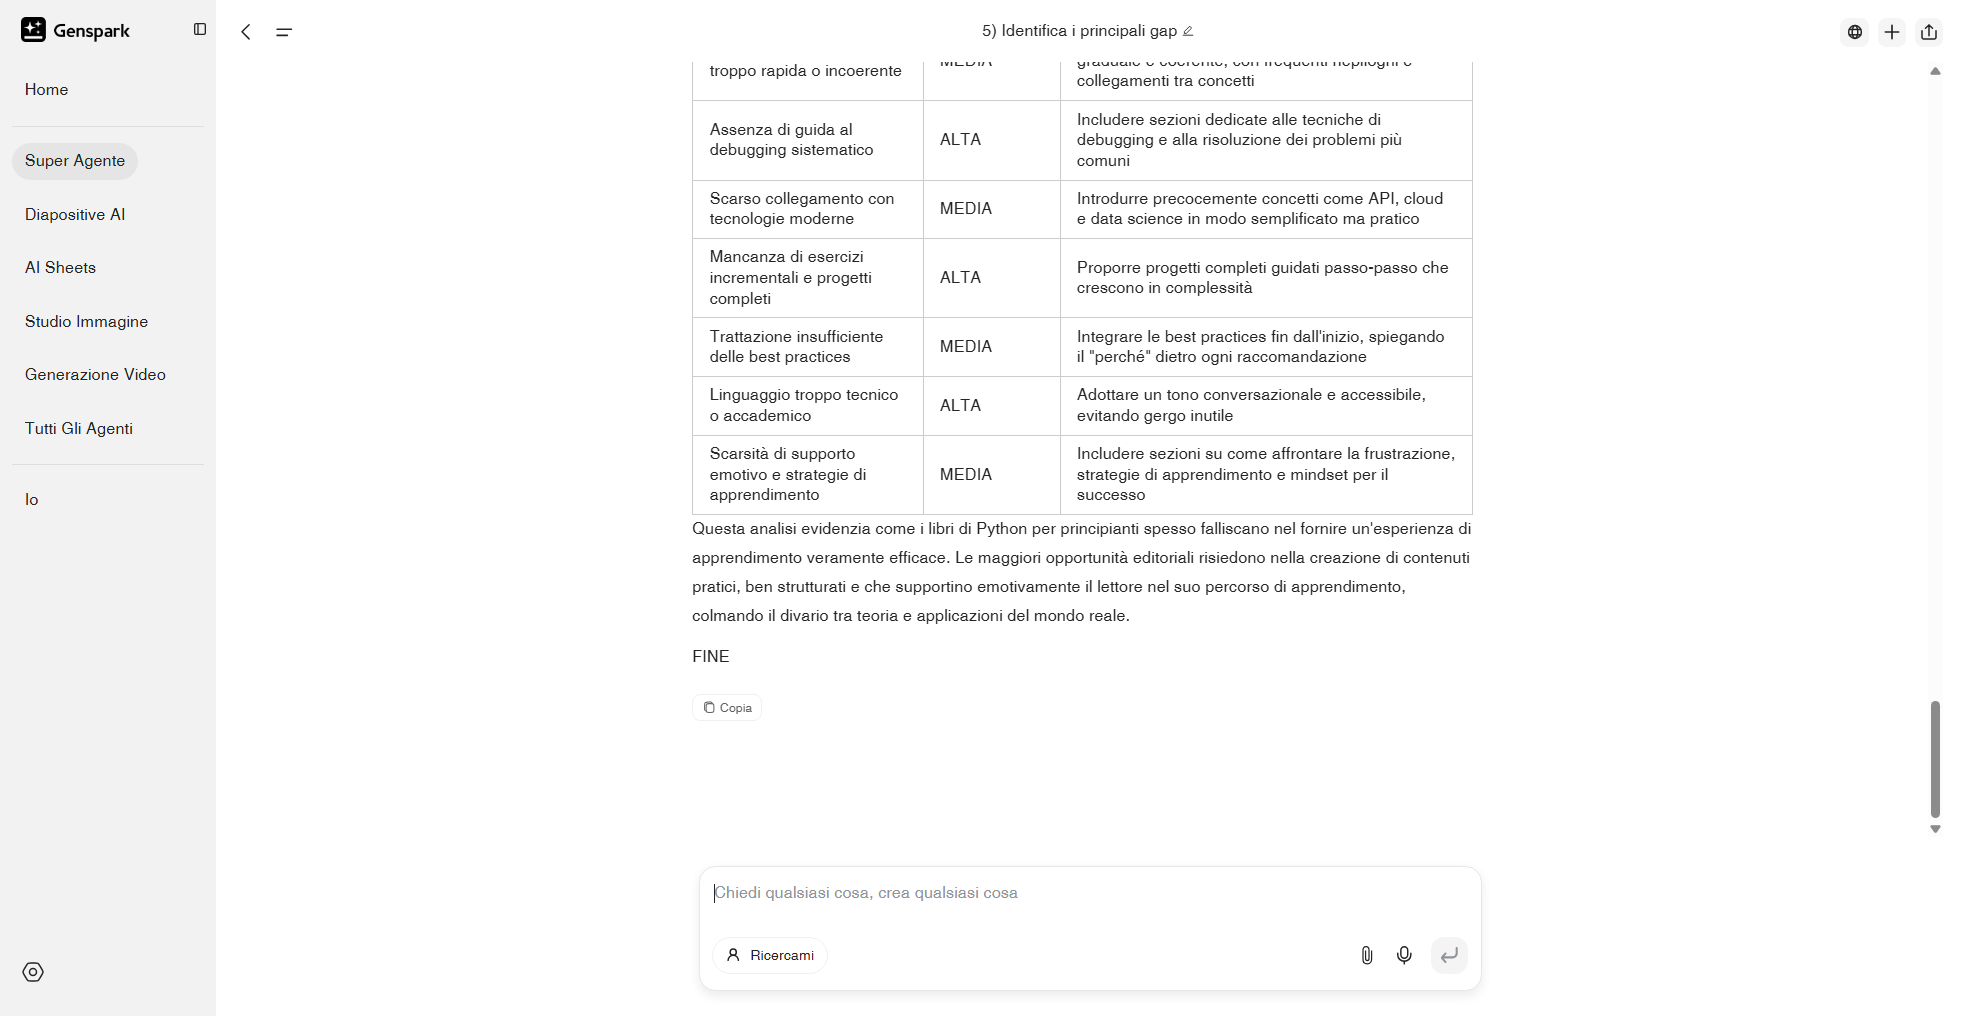 Genspark
Home
Super Agente
Diapositive AI
AI Sheets
Studio Immagine
Generazione Video
Tutti Gli Agenti
Io
5) Identifica i principali gap
troppo rapida o incoerente
MEDIA
graduale e coerente, con frequenti riepiloghi e
collegamenti tra concetti
Assenza di guida al
debugging sistematico
ALTA
Includere sezioni dedicate alle tecniche di
debugging e alla risoluzione dei problemi più
comuni
Scarso collegamento con
tecnologie moderne
MEDIA
Introdurre precocemente concetti come API, cloud
e data science in modo semplificato ma pratico
Mancanza di esercizi
incrementali e progetti
completi
ALTA
Proporre progetti completi guidati passo-passo che
crescono in complessità
Trattazione insufficiente
delle best practices
MEDIA
Integrare le best practices fin dall'inizio, spiegando
il "perché" dietro ogni raccomandazione
Linguaggio troppo tecnico
o accademico
ALTA
Adottare un tono conversazionale e accessibile,
evitando gergo inutile
Scarsità di supporto
emotivo e strategie di
apprendimento
MEDIA
Includere sezioni su come affrontare la frustrazione,
strategie di apprendimento e mindset per il
successo
Questa analisi evidenzia come i libri di Python per principianti spesso falliscano nel fornire un'esperienza di
apprendimento veramente efficace. Le maggiori opportunità editoriali risiedono nella creazione di contenuti
pratici, ben strutturati e che supportino emotivamente il lettore nel suo percorso di apprendimento,
colmando il divario tra teoria e applicazioni del mondo reale.
FINE
Copia
Chiedi qualsiasi cosa, crea qualsiasi cosa
Ricercami